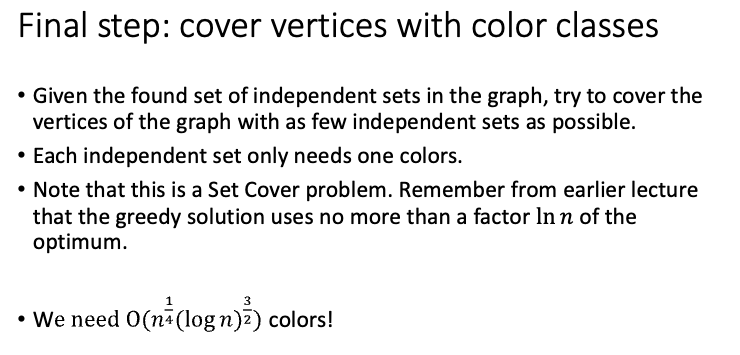 Final step: cover vertices with color classes
• Given the found set of independent sets in the graph, try to cover the
vertices of the graph with as few independent sets as possible.
• Each independent set only needs one colors.
• Note that this is a Set Cover problem. Remember from earlier lecture
that the greedy solution uses no more than a factor ln n of the
optimum.
• We need O(n^{1/4}(log n)^{3/2}) colors!